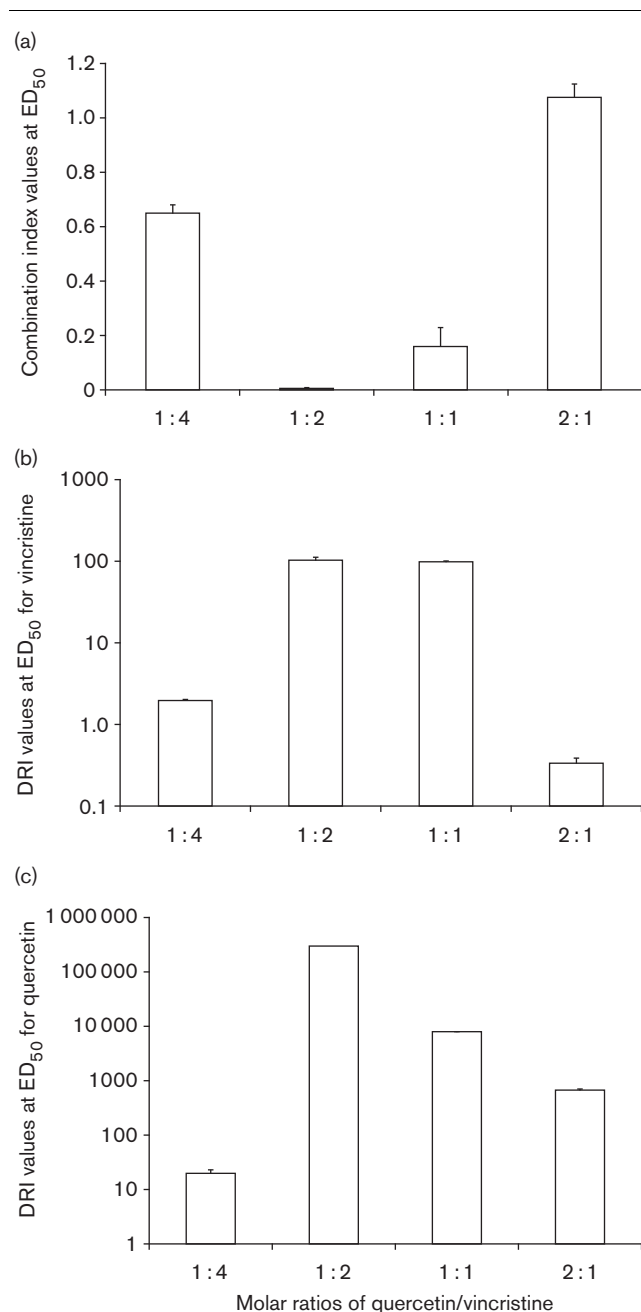 (a)
Combination index values at ED50
1.2
1.0
0.8
0.6
0.4
0.2
0
1 : 4 1 : 2 1 : 1 2 : 1
(b)
DRI values at ED50 for vincristine
1000
100
10
1.0
0.1
1 : 4 1 : 2 1 : 1 2 : 1
(c)
DRI values at ED50 for quercetin
1 000 000
100 000
10 000
1000
100
10
1
1 : 4 1 : 2 1 : 1 2 : 1
Molar ratios of quercetin/vincristine